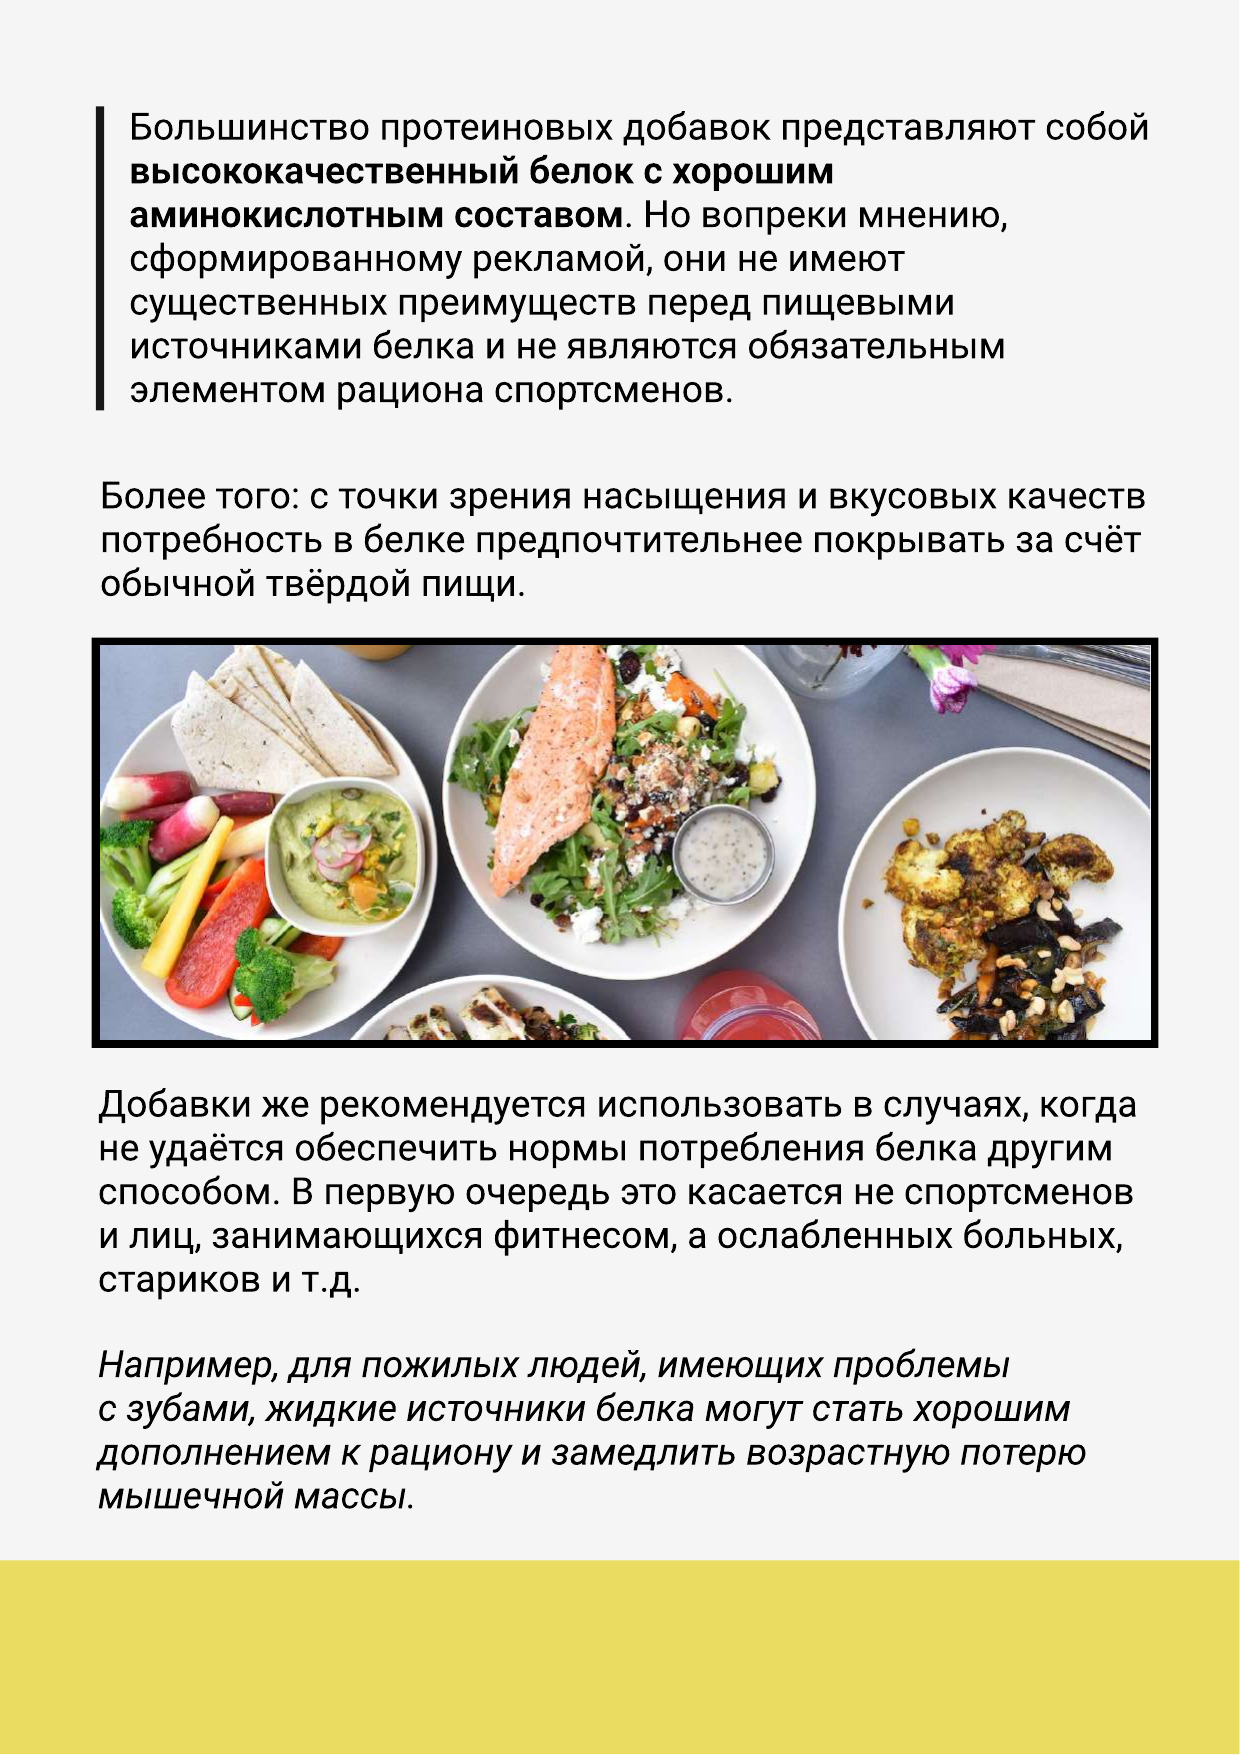 Большинство протеиновых добавок представляют собой
высококачественный белок с хорошим
аминокислотным составом. Но вопреки мнению,
сформированному рекламой, они не имеют
существенных преимуществ перед пищевыми
источниками белка и не являются обязательным
элементом рациона спортсменов.
Более того: с точки зрения насыщения и вкусовых качеств
потребность в белке предпочтительнее покрывать за счёт
обычной твёрдой пищи.
Добавки же рекомендуется использовать в случаях, когда
не удаётся обеспечить нормы потребления белка другим
способом. В первую очередь это касается не спортсменов
и лиц, занимающихся фитнесом, а ослабленных больных,
стариков и т.д.
Например, для пожилых людей, имеющих проблемы
с зубами, жидкие источники белка могут стать хорошим
дополнением к рациону и замедлить возрастную потерю
мышечной массы.